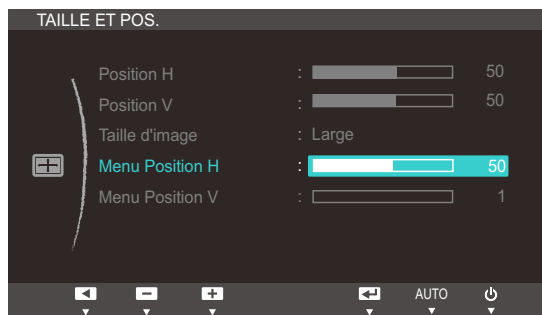 TAILLE ET POS.
Position H : 50
Position V : 50
Taille d'image : Large
Menu Position H : 50
Menu Position V : 1
AUTO